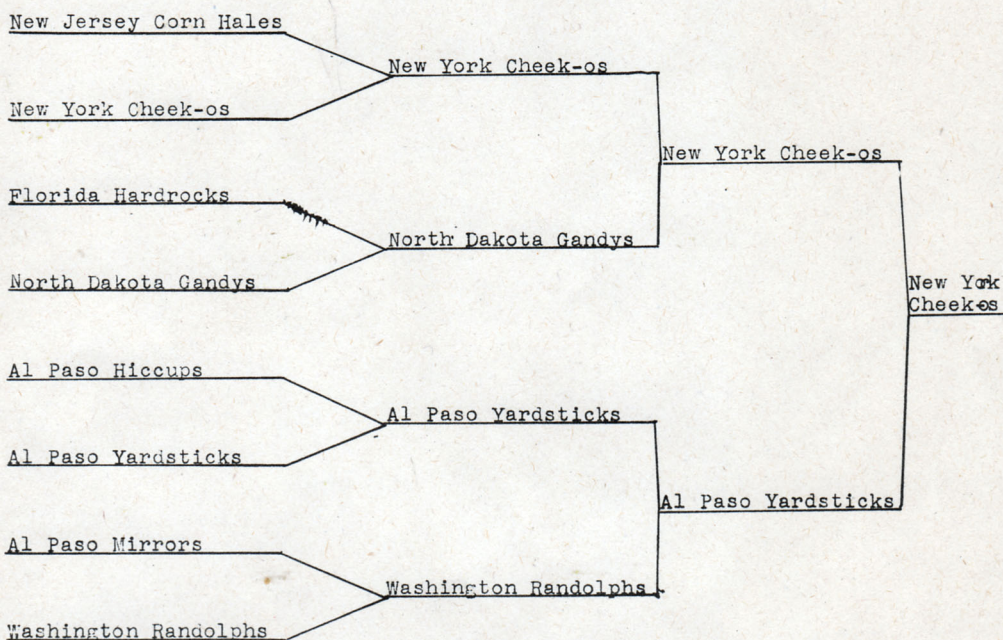 New Jersey Corn Hales
New York Cheek-os
New York Cheek-os
New York Cheek-os
Florida Hardrocks
North Dakota Gandys
North Dakota Gandys
New York
Cheek-os
Al Paso Hiccups
Al Paso Yardsticks
Al Paso Yardsticks
Al Paso Yardsticks
Al Paso Mirrors
Washington Randolphs
Washington Randolphs